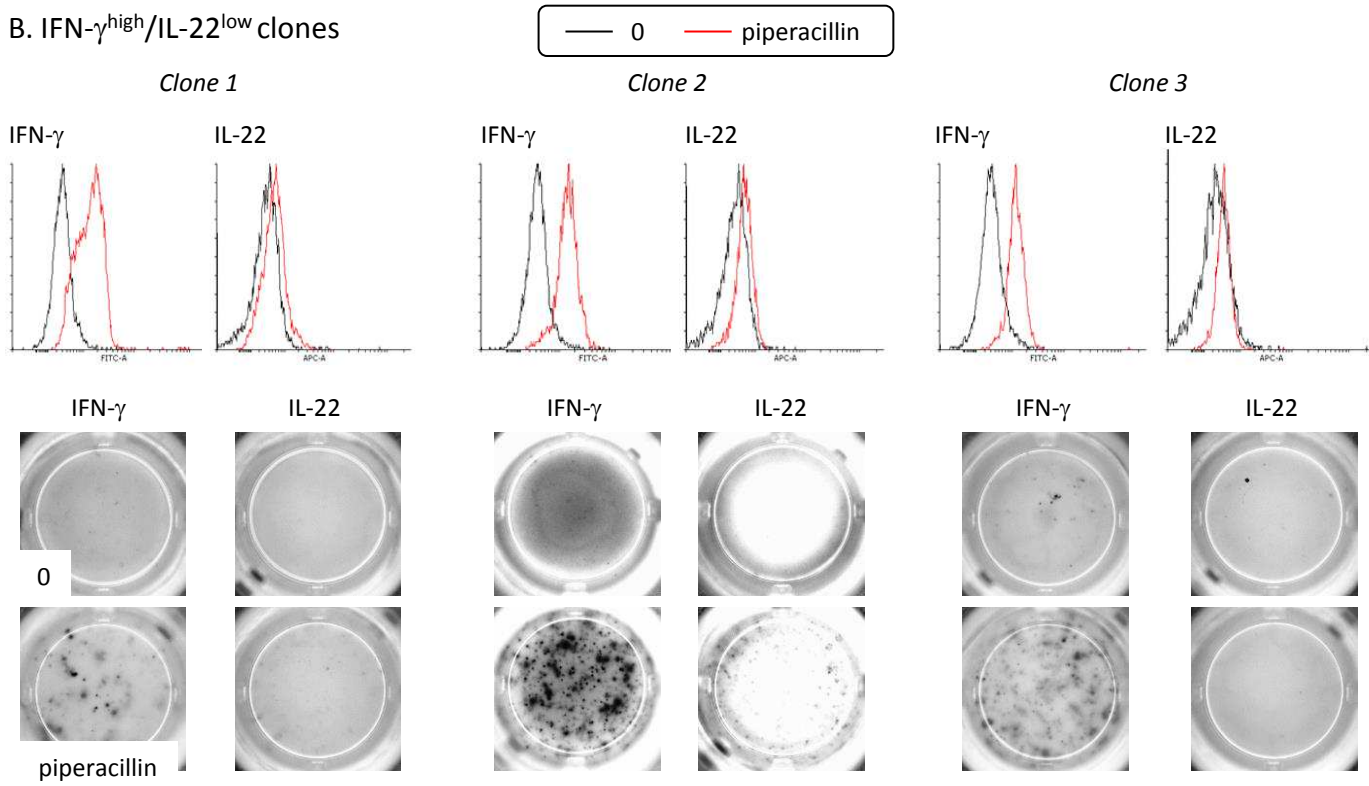 B. IFN-γhigh/IL-22low clones
0 piperacillin
Clone 1 Clone 2 Clone 3
IFN-γ IL-22 IFN-γ IL-22 IFN-γ IL-22
FITC-A APC-A FITC-A APC-A FITC-A APC-A
IFN-γ IL-22 IFN-γ IL-22 IFN-γ IL-22
0
piperacillin